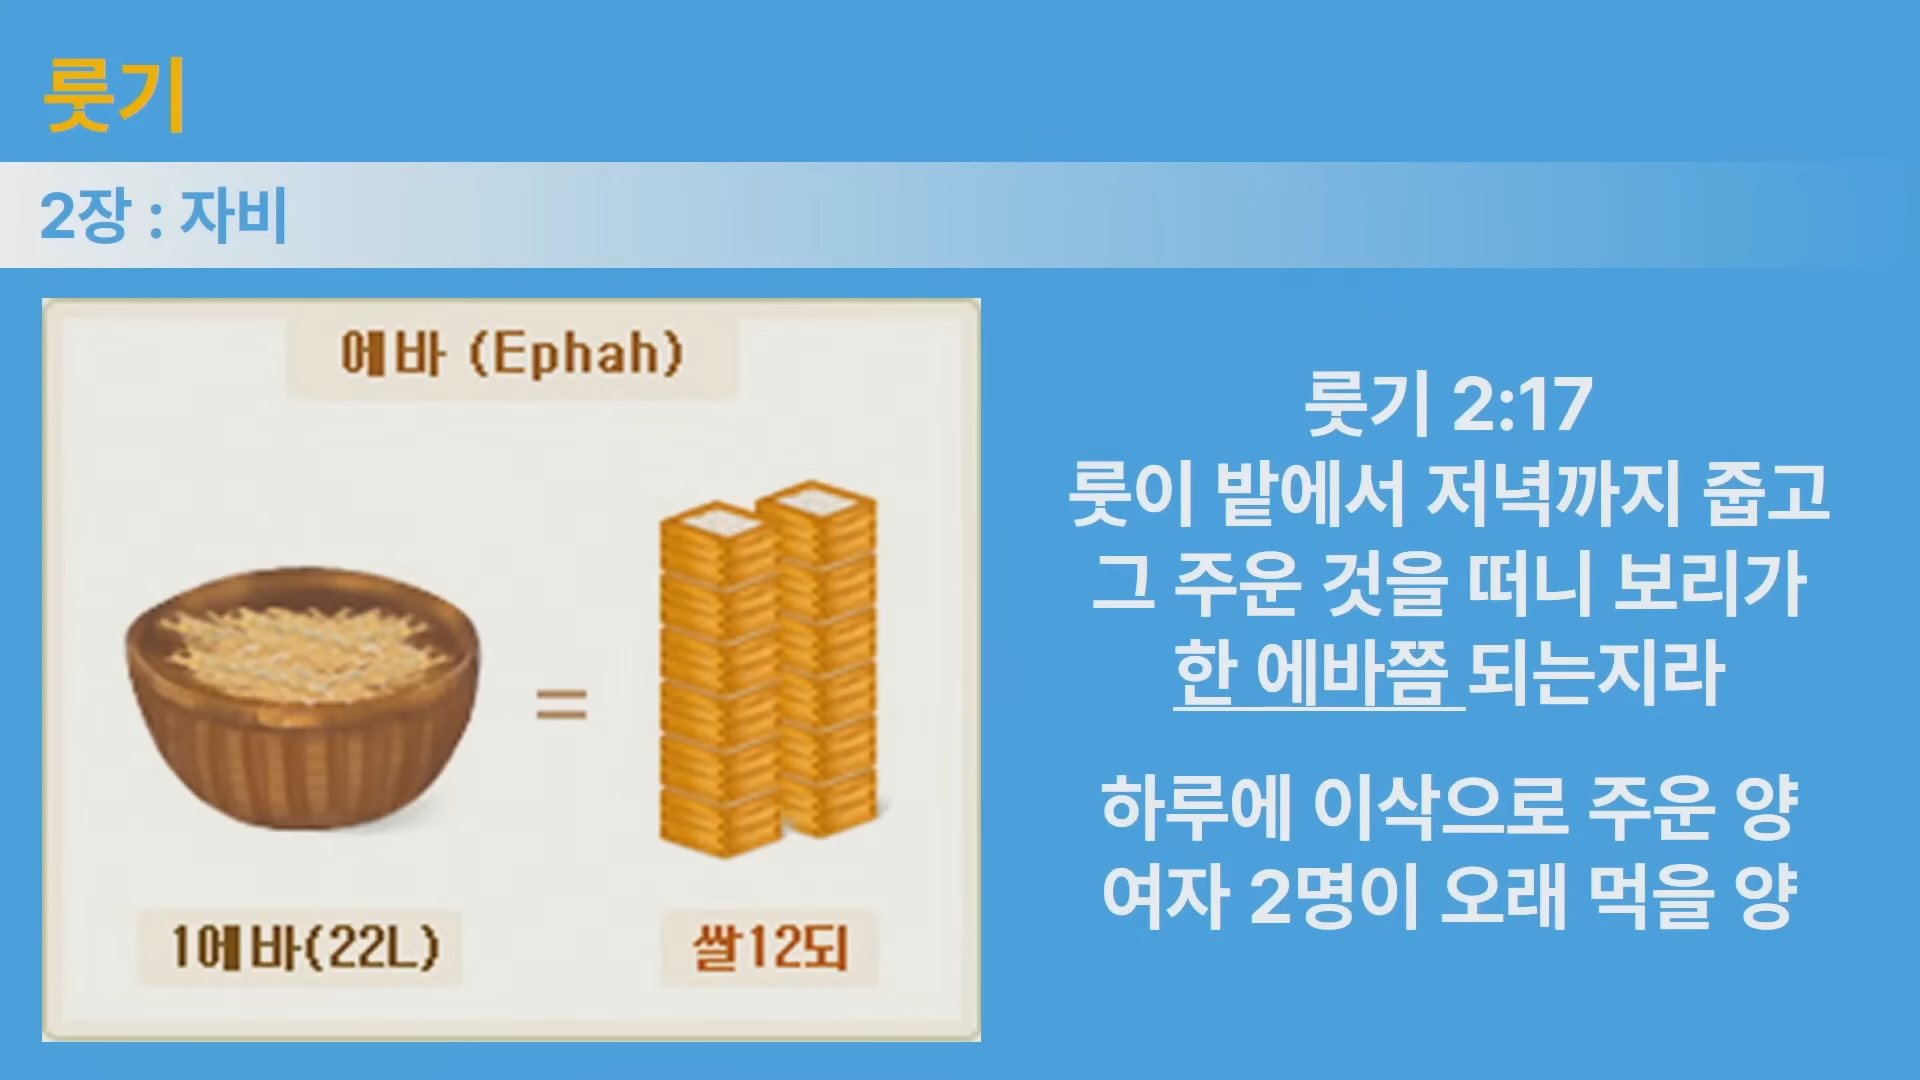 룻기
2장 : 자비
에바 (Ephah)
=
1에바(22L)
쌀12되
룻기 2:17
룻이 밭에서 저녁까지 줍고
그 주운 것을 떠니 보리가
한 에바쯤 되는지라
하루에 이삭으로 주운 양
여자 2명이 오래 먹을 양